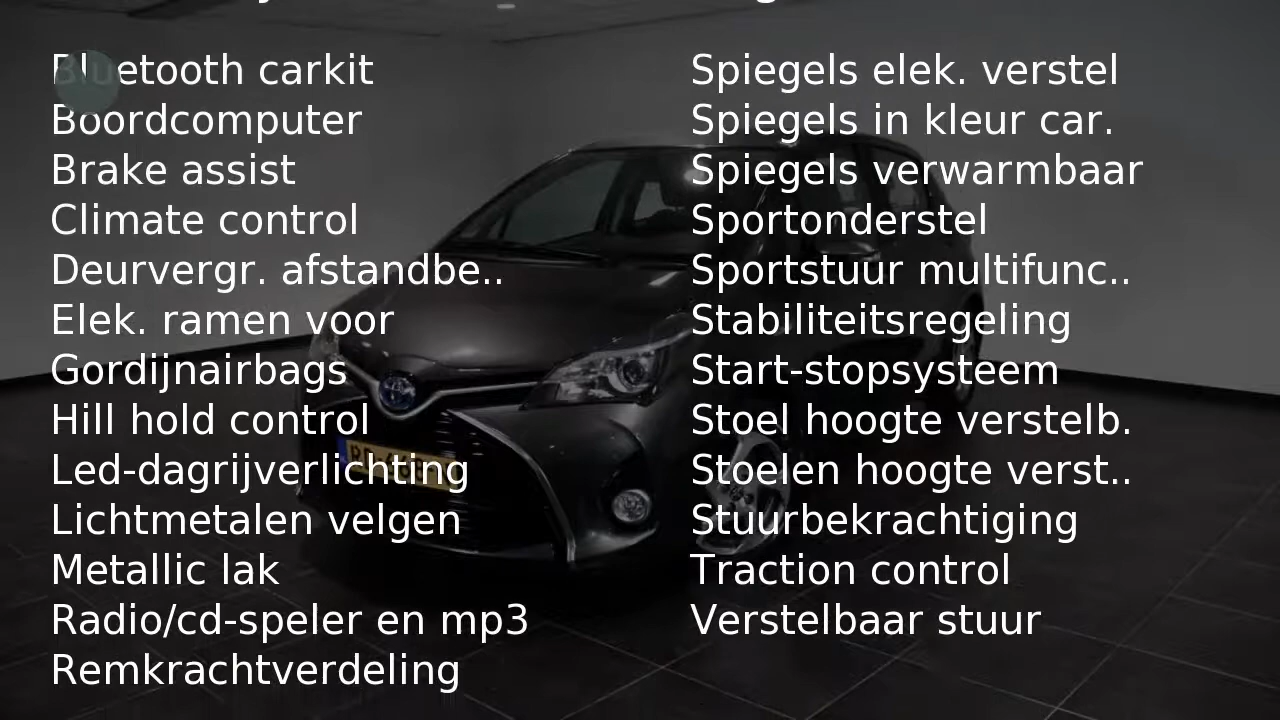 Bluetooth carkit
Boordcomputer
Brake assist
Climate control
Deurvergr. afstandbe..
Elek. ramen voor
Gordijnairbags
Hill hold control
Led-dagrijverlichting
Lichtmetalen velgen
Metallic lak
Radio/cd-speler en mp3
Remkrachtverdeling
Spiegels elek. verstel
Spiegels in kleur car.
Spiegels verwarmbaar
Sportonderstel
Sportstuur multifunc..
Stabiliteitsregeling
Start-stopsysteem
Stoel hoogte verstelb.
Stoelen hoogte verst..
Stuurbekrachtiging
Traction control
Verstelbaar stuur